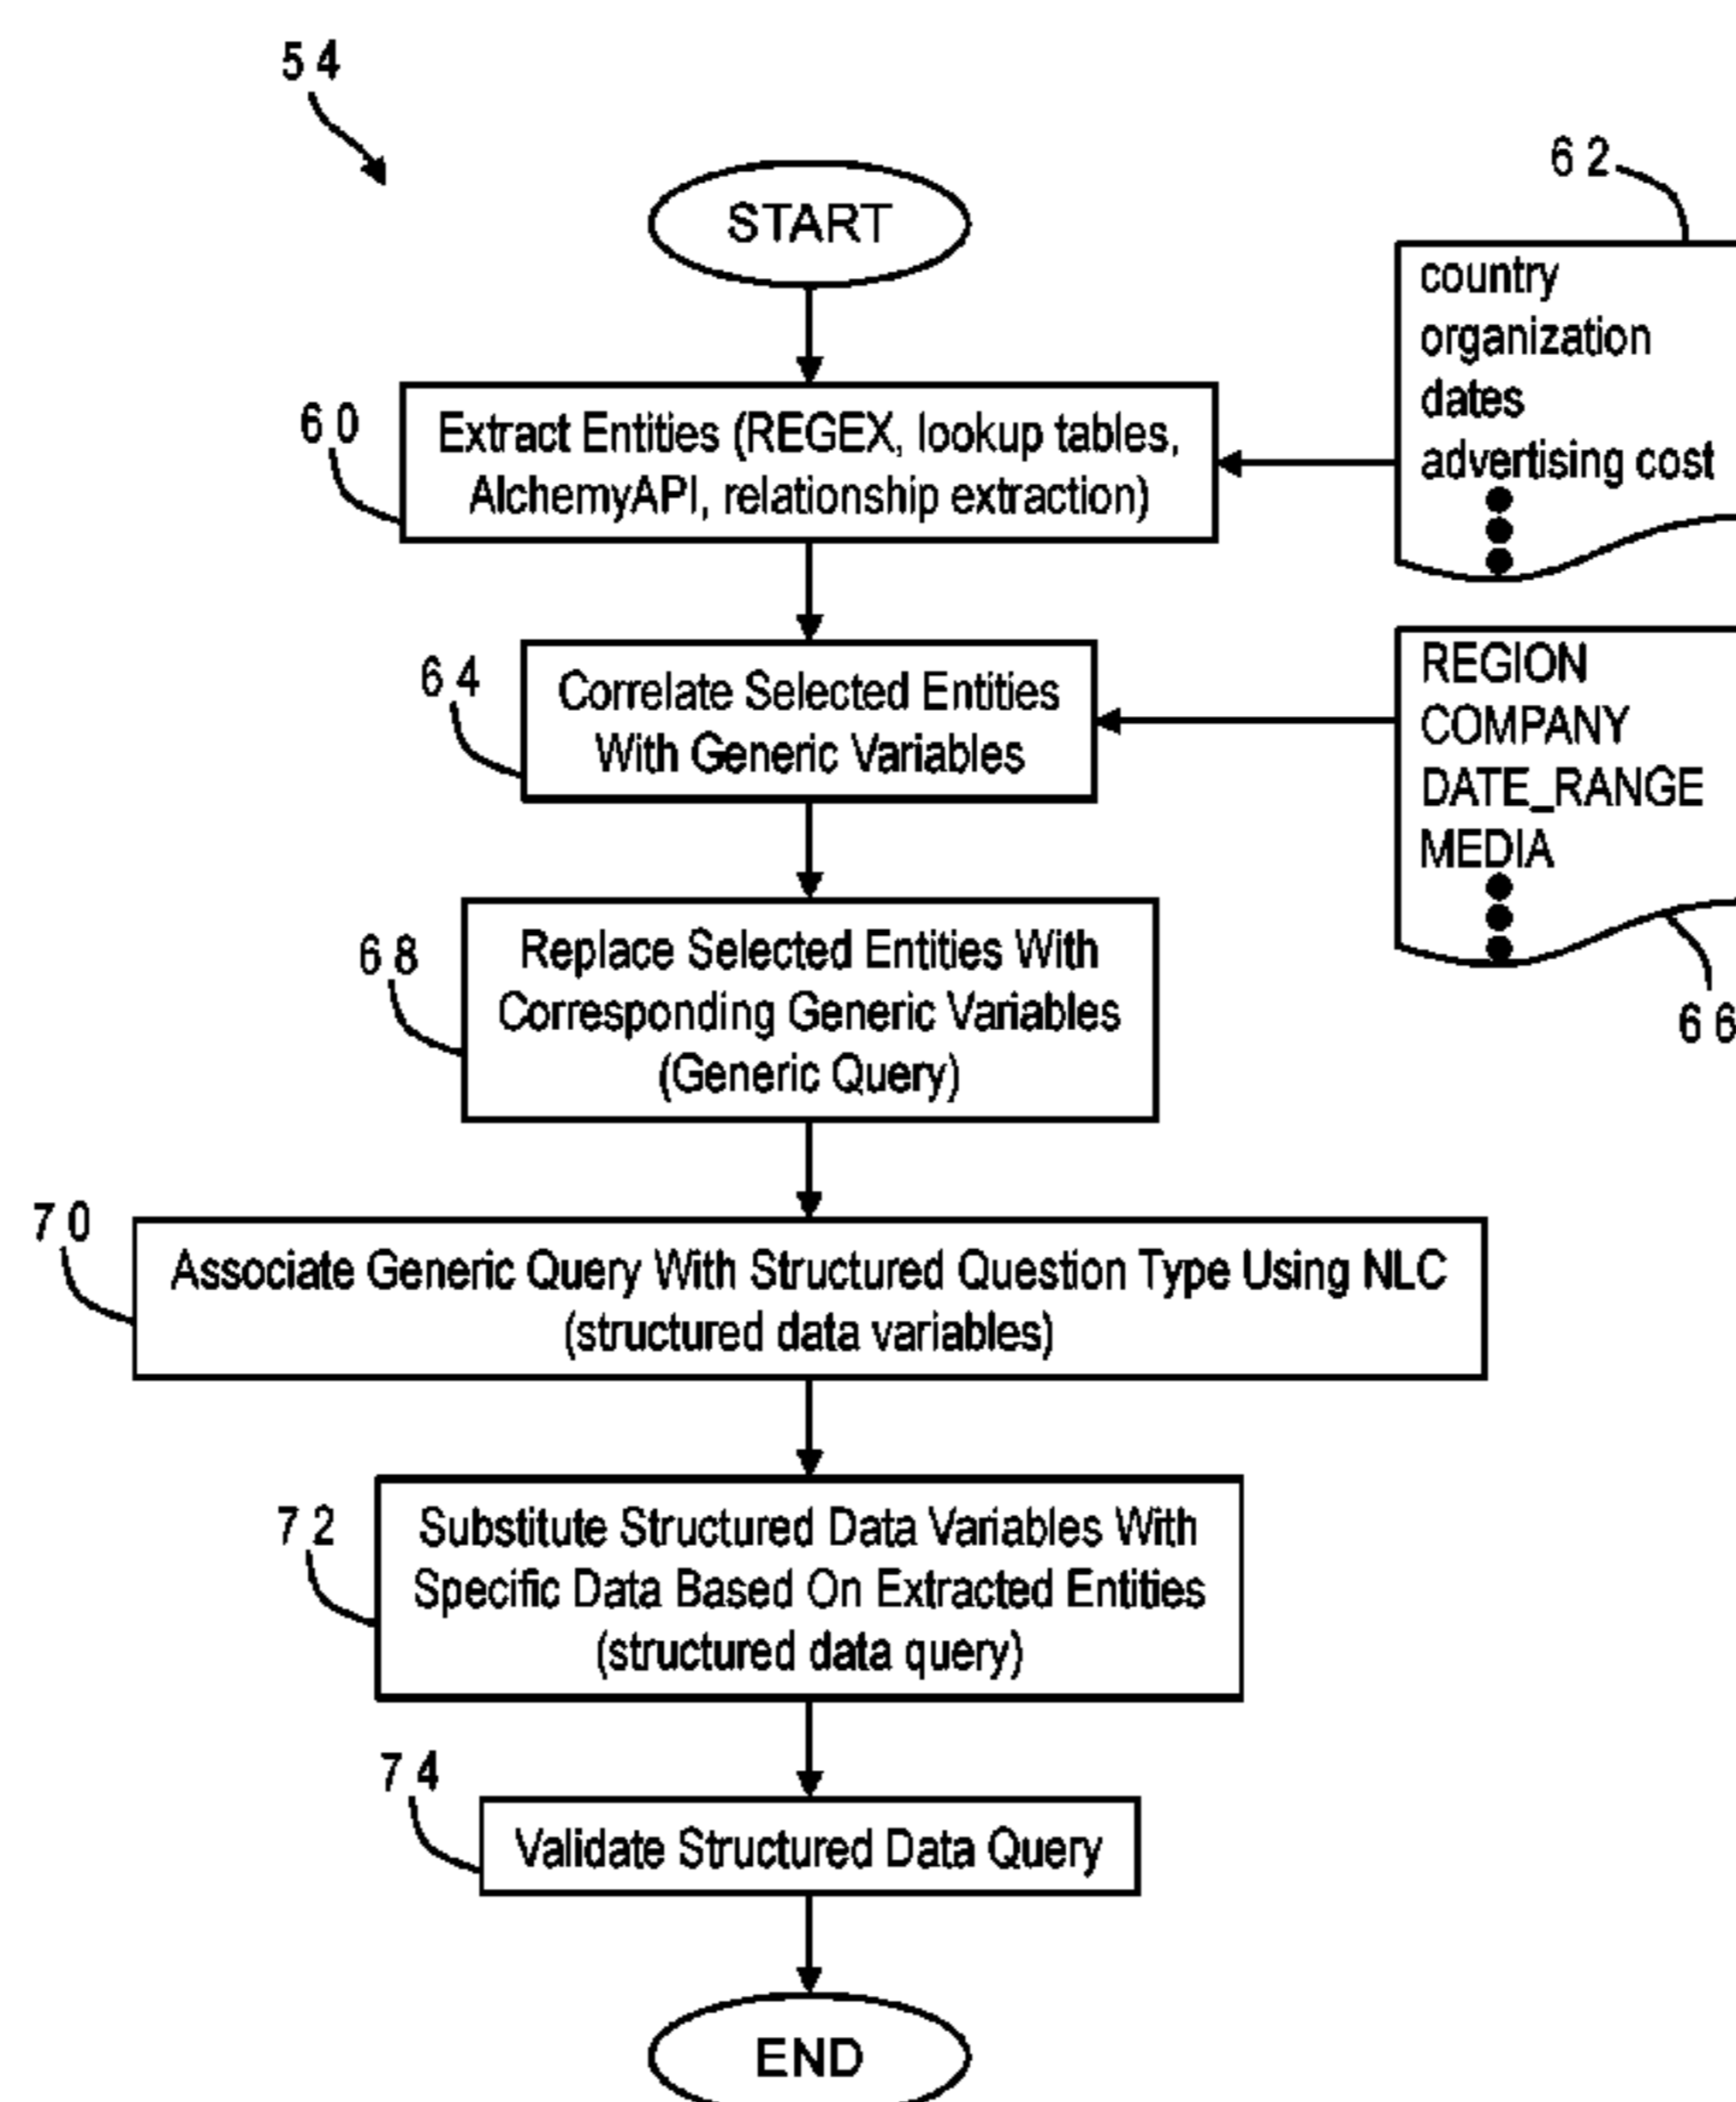 54
START
62
country
organization
dates
advertising cost
60
Extract Entities (REGEX, lookup tables,
AlchemyAPI, relationship extraction)
64
Correlate Selected Entities
With Generic Variables
REGION
COMPANY
DATE_RANGE
MEDIA
66
68
Replace Selected Entities With
Corresponding Generic Variables
(Generic Query)
70
Associate Generic Query With Structured Question Type Using NLC
(structured data variables)
72
Substitute Structured Data Variables With
Specific Data Based On Extracted Entities
(structured data query)
74
Validate Structured Data Query
END